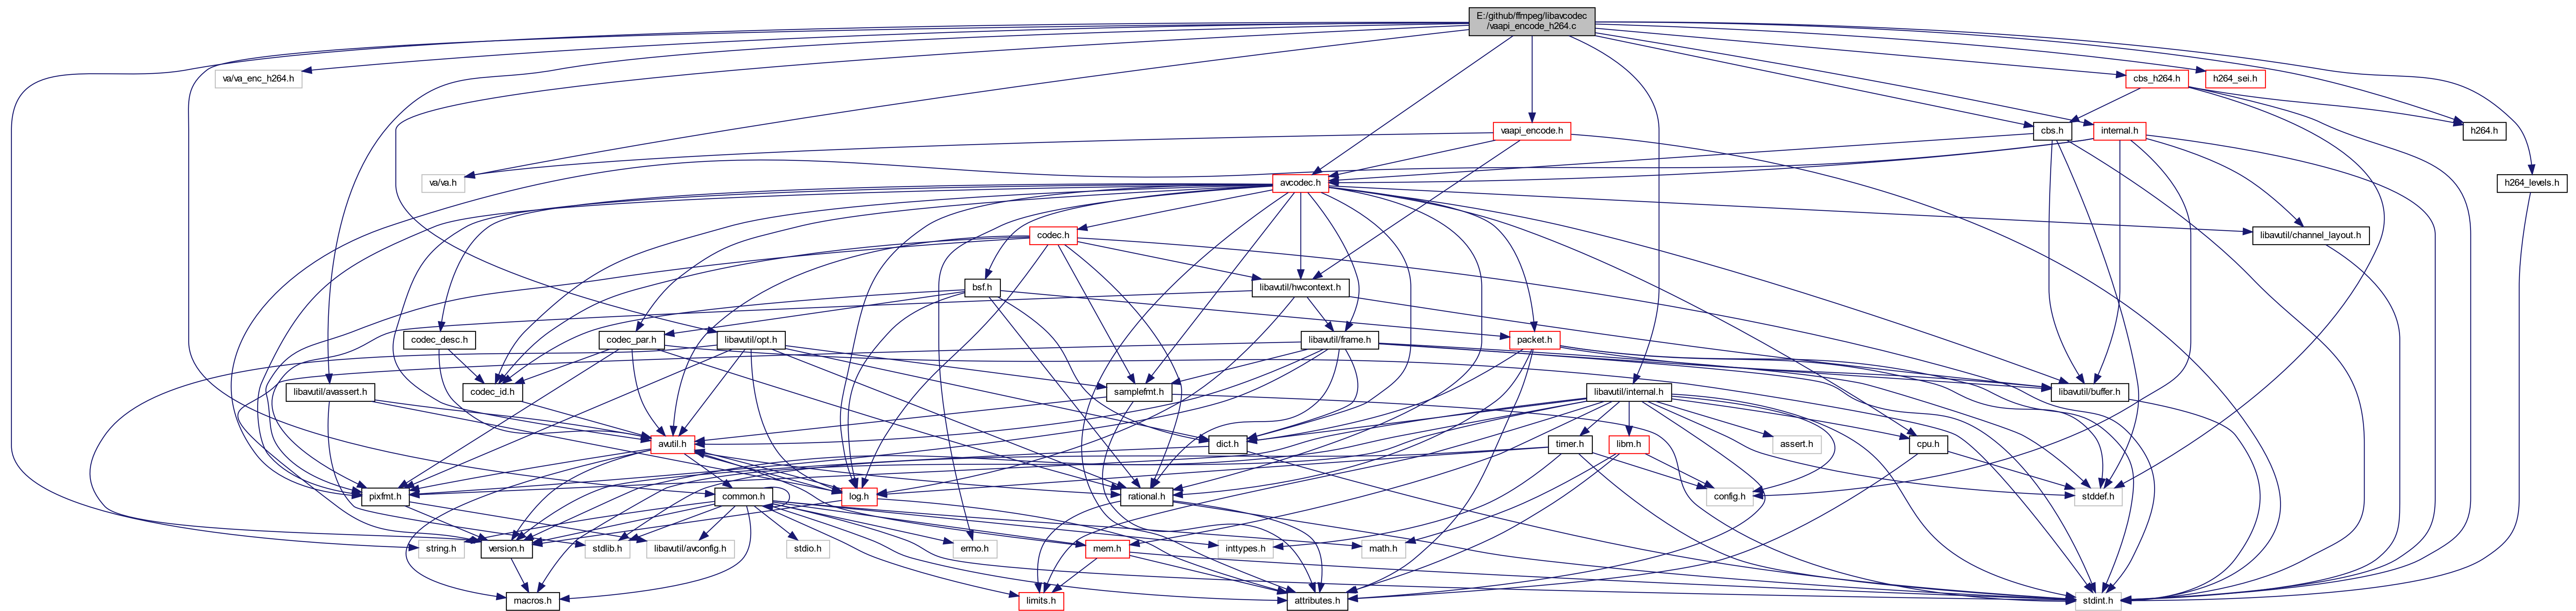 E:/github/ffmpeg/libavcodec
/vaapi_encode_h264.c
va/va_enc_h264.h
cbs_h264.h
h264_sei.h
vaapi_encode.h
cbs.h
internal.h
h264.h
va/va.h
avcodec.h
h264_levels.h
codec.h
libavutil/channel_layout.h
bsf.h
libavutil/hwcontext.h
codec_desc.h
codec_par.h
libavutil/opt.h
libavutil/frame.h
packet.h
libavutil/avassert.h
codec_id.h
samplefmt.h
libavutil/internal.h
libavutil/buffer.h
avutil.h
dict.h
timer.h
libm.h
assert.h
cpu.h
pixfmt.h
common.h
log.h
rational.h
config.h
stddef.h
string.h
version.h
stdlib.h
libavutil/avconfig.h
stdio.h
errno.h
mem.h
inttypes.h
math.h
macros.h
limits.h
attributes.h
stdint.h